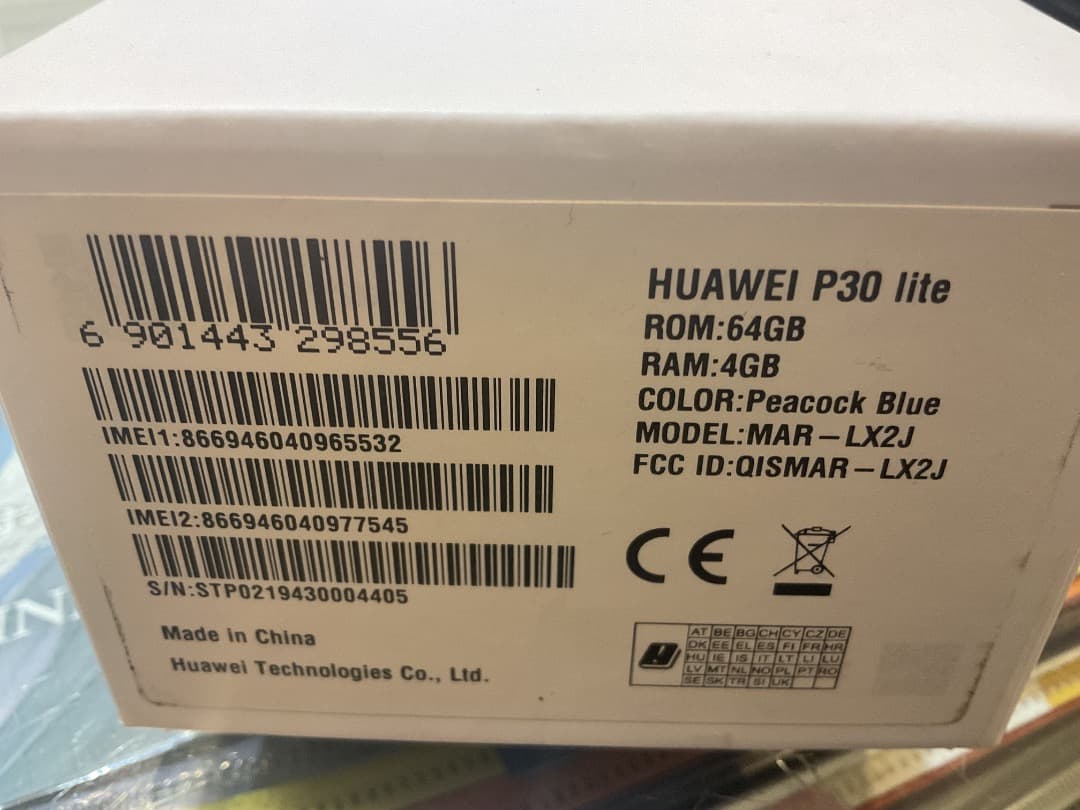 6 901443 298556
IMEI1:866946040965532
IMEI2:866946040977545
S/N:STP0219430004405
Made in China
Huawei Technologies Co., Ltd.
HUAWEI P30 lite
ROM:64GB
RAM:4GB
COLOR:Peacock Blue
MODEL:MAR-LX2J
FCC ID:QISMAR-LX2J
CE
AT BE BG CH CY CZ DE
DK EE EL ES FI FR HR
HU IE IS IT LT LI LU
LV MT NL NO PL PT RO
SE SK TR SI UK